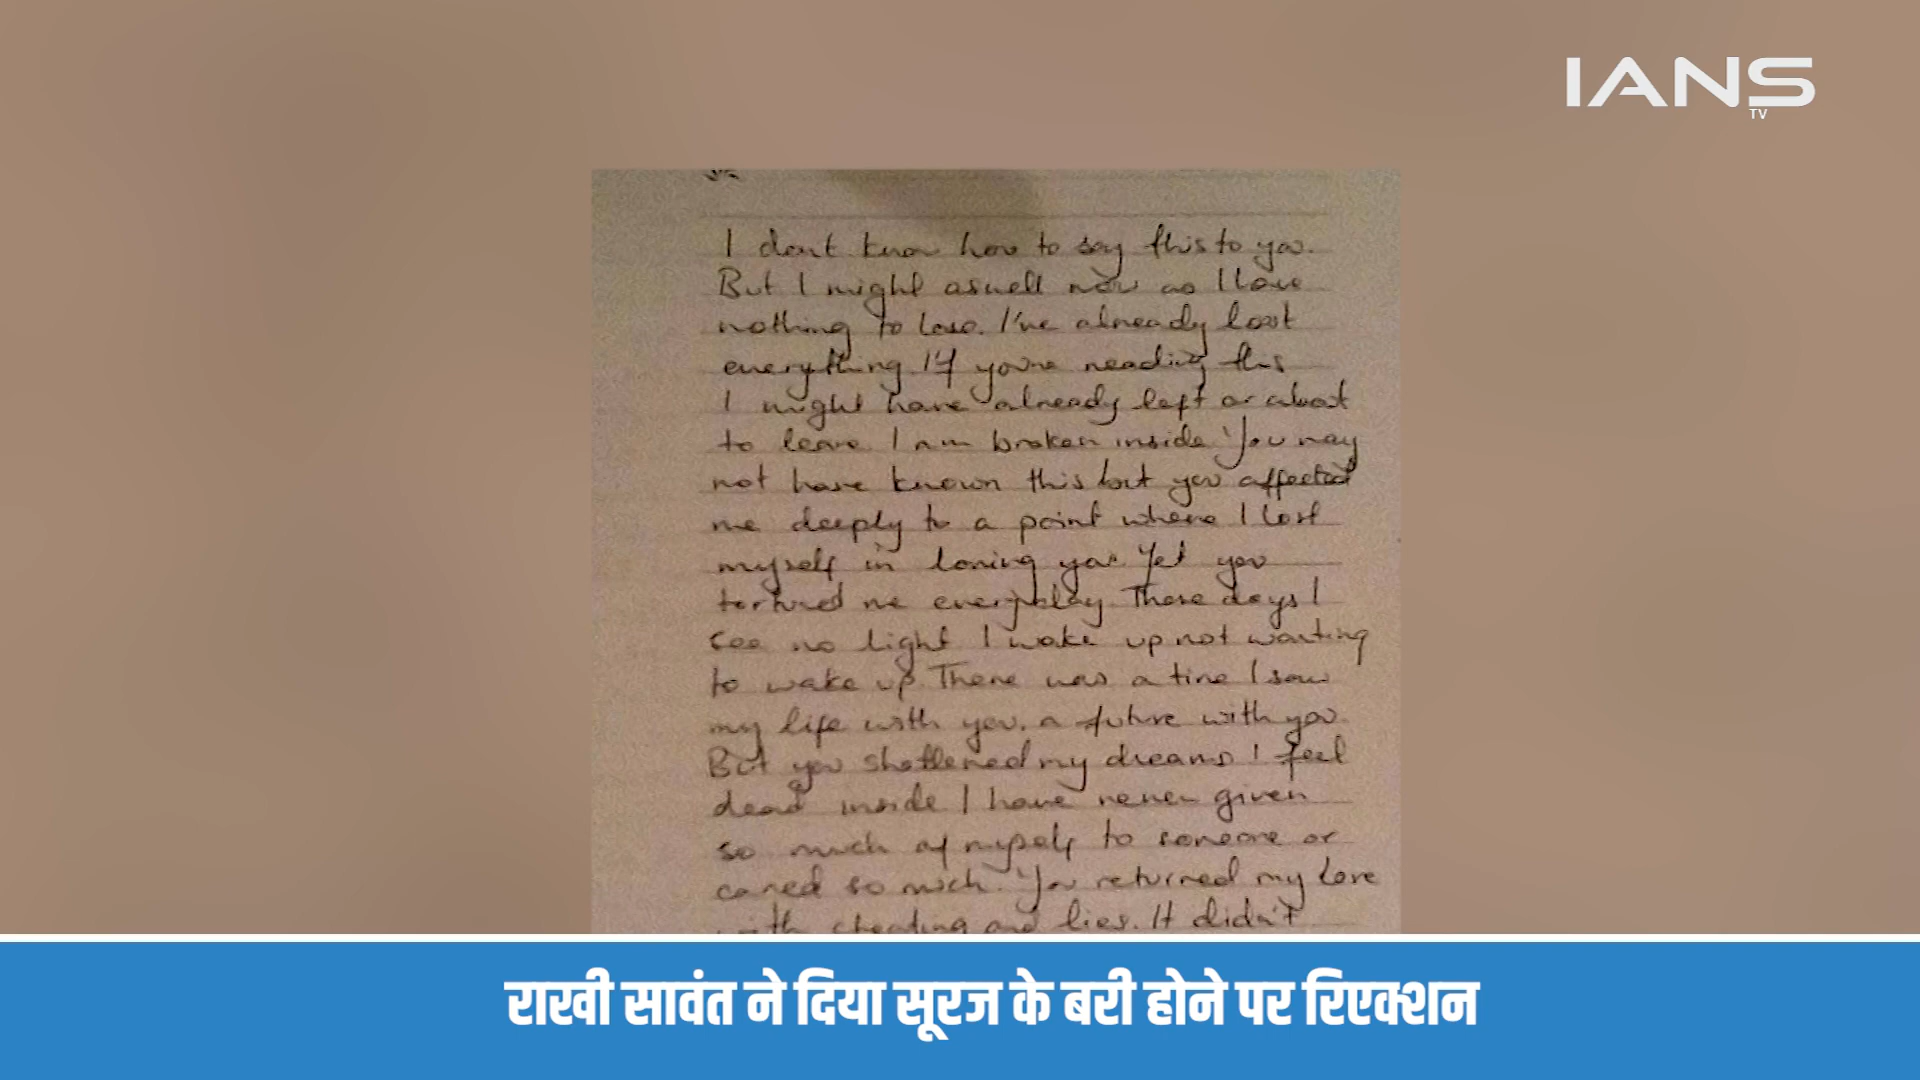 IANS
TV
I dont know how to say this to you.
But I might aswell now as I have
nothing to lose. I've already lost
everything. If you're reading this
I might have already left or about
to leave. I am broken inside. You may
not have known this but you affected
me deeply to a point where I lost
myself in loving you. Yet you
tortured me everyday. These days I
see no light I wake up not wanting
to wake up. There was a time I saw
my life with you, a future with you.
But you shattered my dreams. I feel
dead inside I have never given
so much of myself to someone or
cared so much. You returned my love
with cheating and lies. It didn't
राखी सावंत ने दिया सूरज के बरी होने पर रिएक्शन